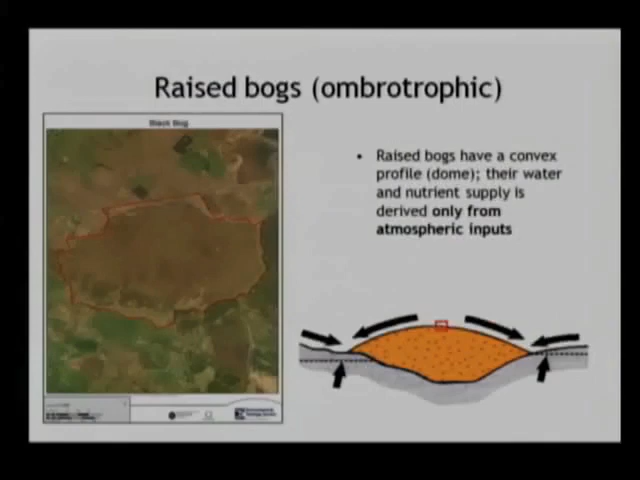 Raised bogs (ombrotrophic)
Black Bog
• Raised bogs have a convex
profile (dome); their water
and nutrient supply is
derived only from
atmospheric inputs